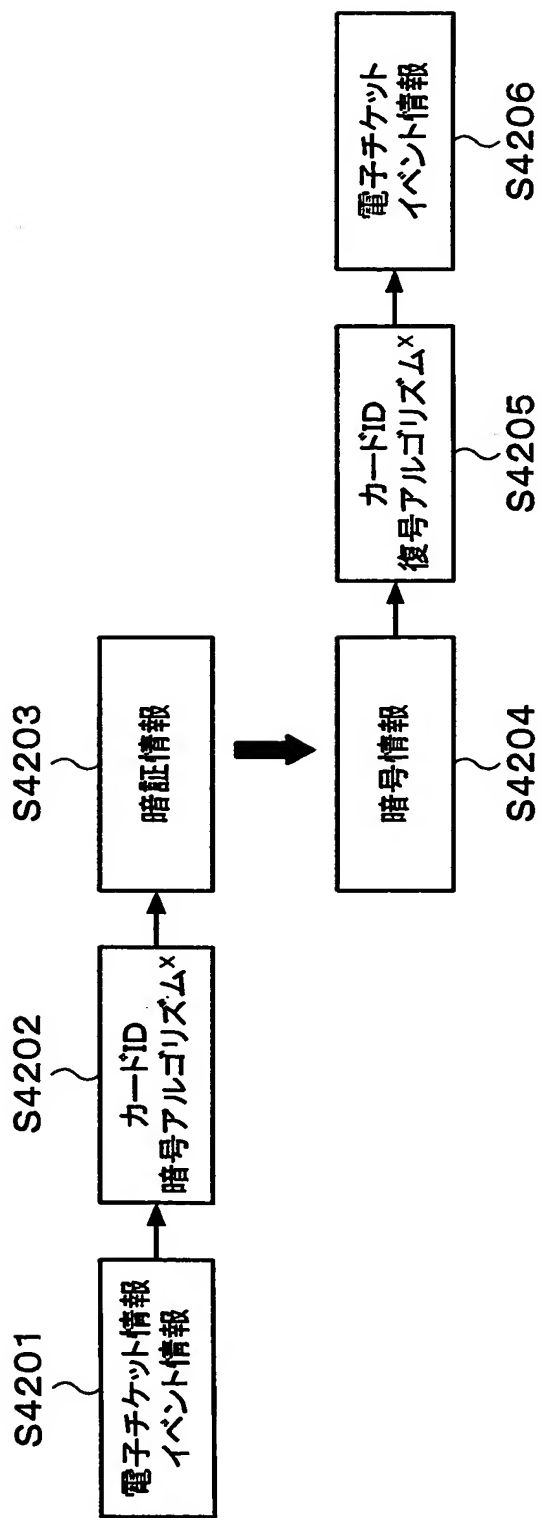 S4201
電子チケット情報
イベント情報
S4202
カードID
暗号アルゴリズムx
S4203
暗証情報
S4204
暗号情報
S4205
カードID
復号アルゴリズムx
S4206
電子チケット
イベント情報